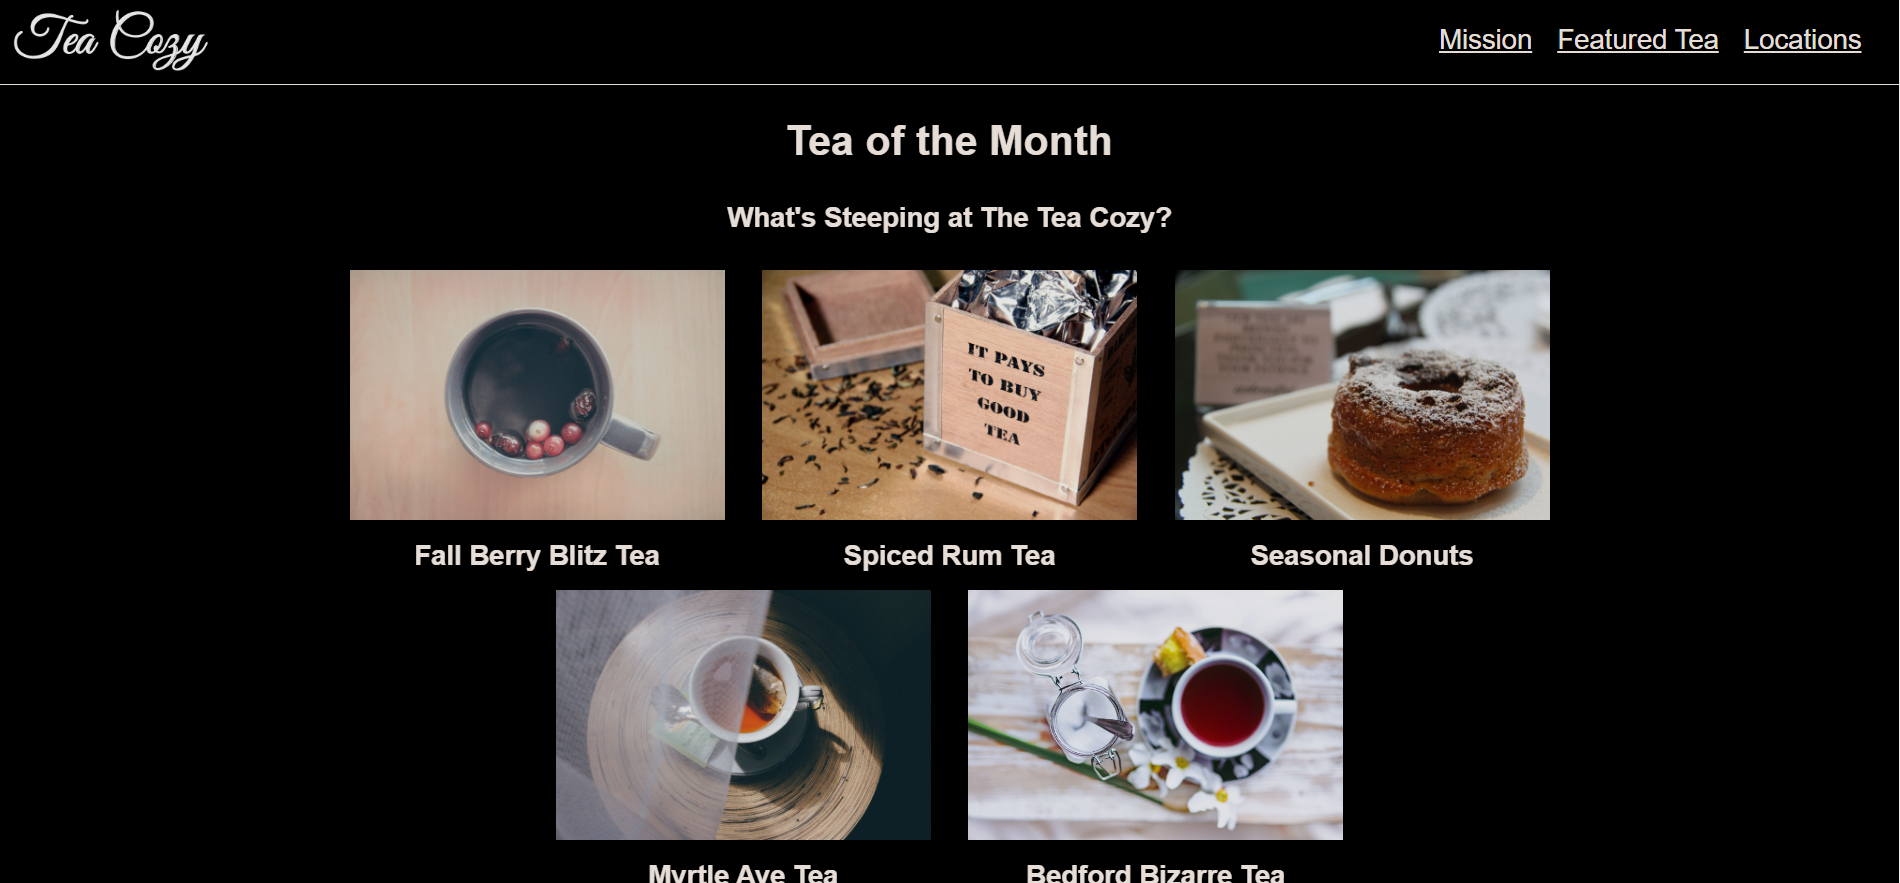 Tea Cozy
Mission Featured Tea Locations
Tea of the Month
What's Steeping at The Tea Cozy?
IT PAYS
TO BUY
GOOD
TEA
Fall Berry Blitz Tea
Spiced Rum Tea
Seasonal Donuts
Myrtle Ave Tea
Bedford Bizarre Tea